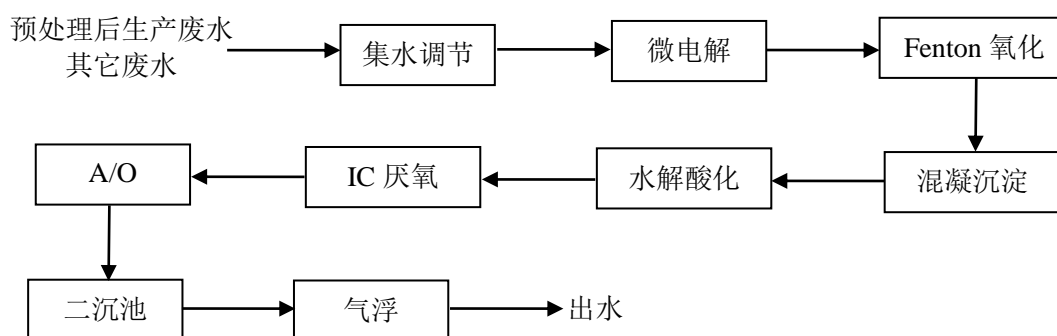 预处理后生产废水
其它废水
集水调节
微电解
Fenton 氧化
混凝沉淀
水解酸化
IC 厌氧
A/O
二沉池
气浮
出水